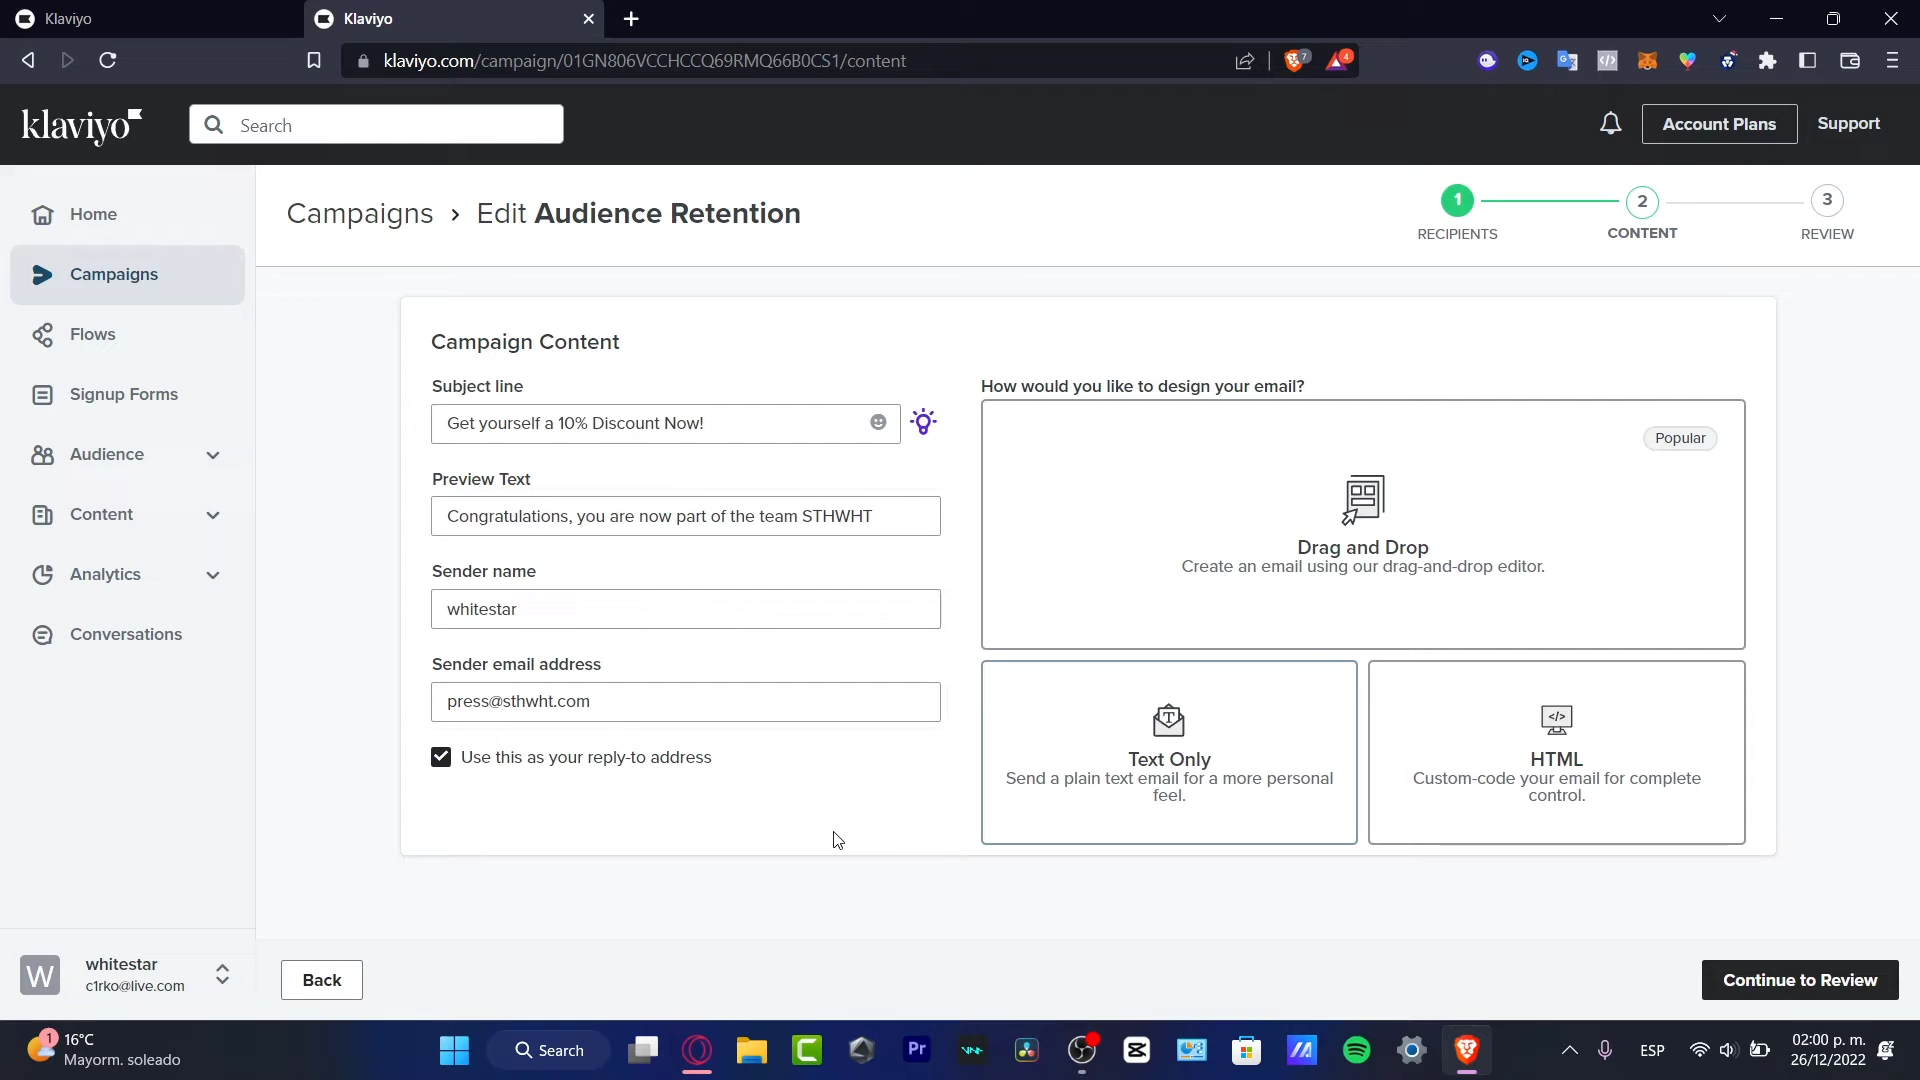 Klaviyo
Klaviyo
klaviyo.com/campaign/01GN806VCCHCCQ69RMQ66B0CS1/content
7
4
klaviyo
Search
Account Plans
Support
Home
Campaigns
Flows
Signup Forms
Audience
Content
Analytics
Conversations
Campaigns › Edit Audience Retention
1
2
3
RECIPIENTS
CONTENT
REVIEW
Campaign Content
Subject line
Get yourself a 10% Discount Now!
Preview Text
Congratulations, you are now part of the team STHWHT
Sender name
whitestar
Sender email address
press@sthwht.com
Use this as your reply-to address
How would you like to design your email?
Popular
Drag and Drop
Create an email using our drag-and-drop editor.
T
Text Only
Send a plain text email for a more personal
feel.
</>
HTML
Custom-code your email for complete
control.
W
whitestar
c1rko@live.com
Back
Continue to Review
1
16°C
Mayorm. soleado
Search
Pr
ESP
02:00 p. m.
26/12/2022